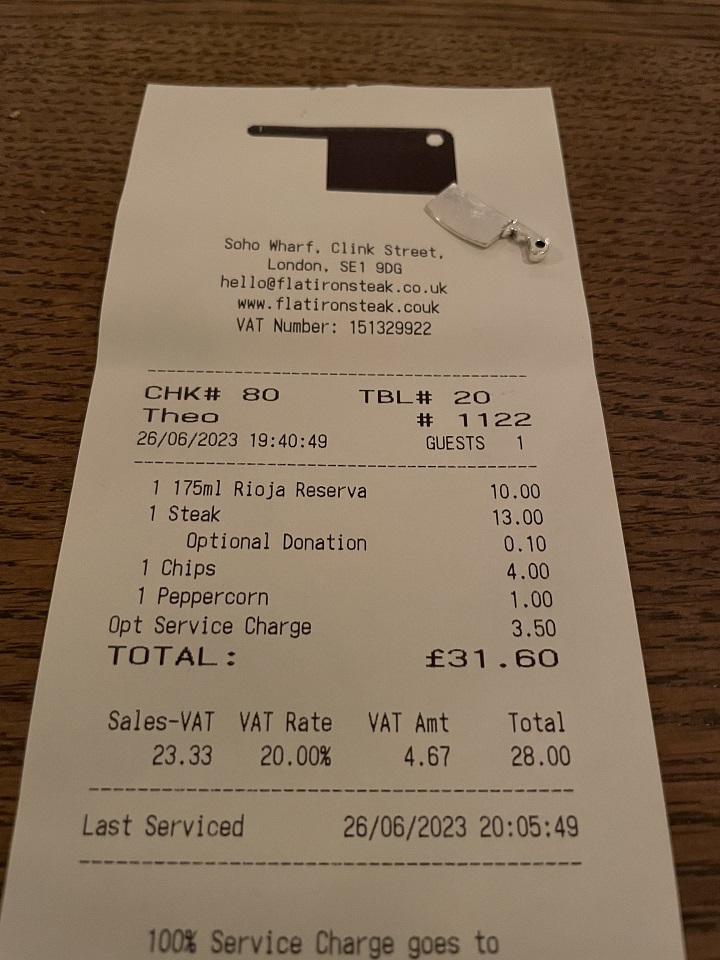 Soho Wharf, Clink Street,
London, SE1 9DG
hello@flatironsteak.co.uk
www.flatironsteak.couk
VAT Number: 151329922
CHK# 80 TBL# 20
Theo # 1122
26/06/2023 19:40:49 GUESTS 1
1 175ml Rioja Reserva 10.00
1 Steak 13.00
Optional Donation 0.10
1 Chips 4.00
1 Peppercorn 1.00
Opt Service Charge 3.50
TOTAL: £31.60
Sales-VAT VAT Rate VAT Amt Total
23.33 20.00% 4.67 28.00
Last Serviced 26/06/2023 20:05:49
100% Service Charge goes to